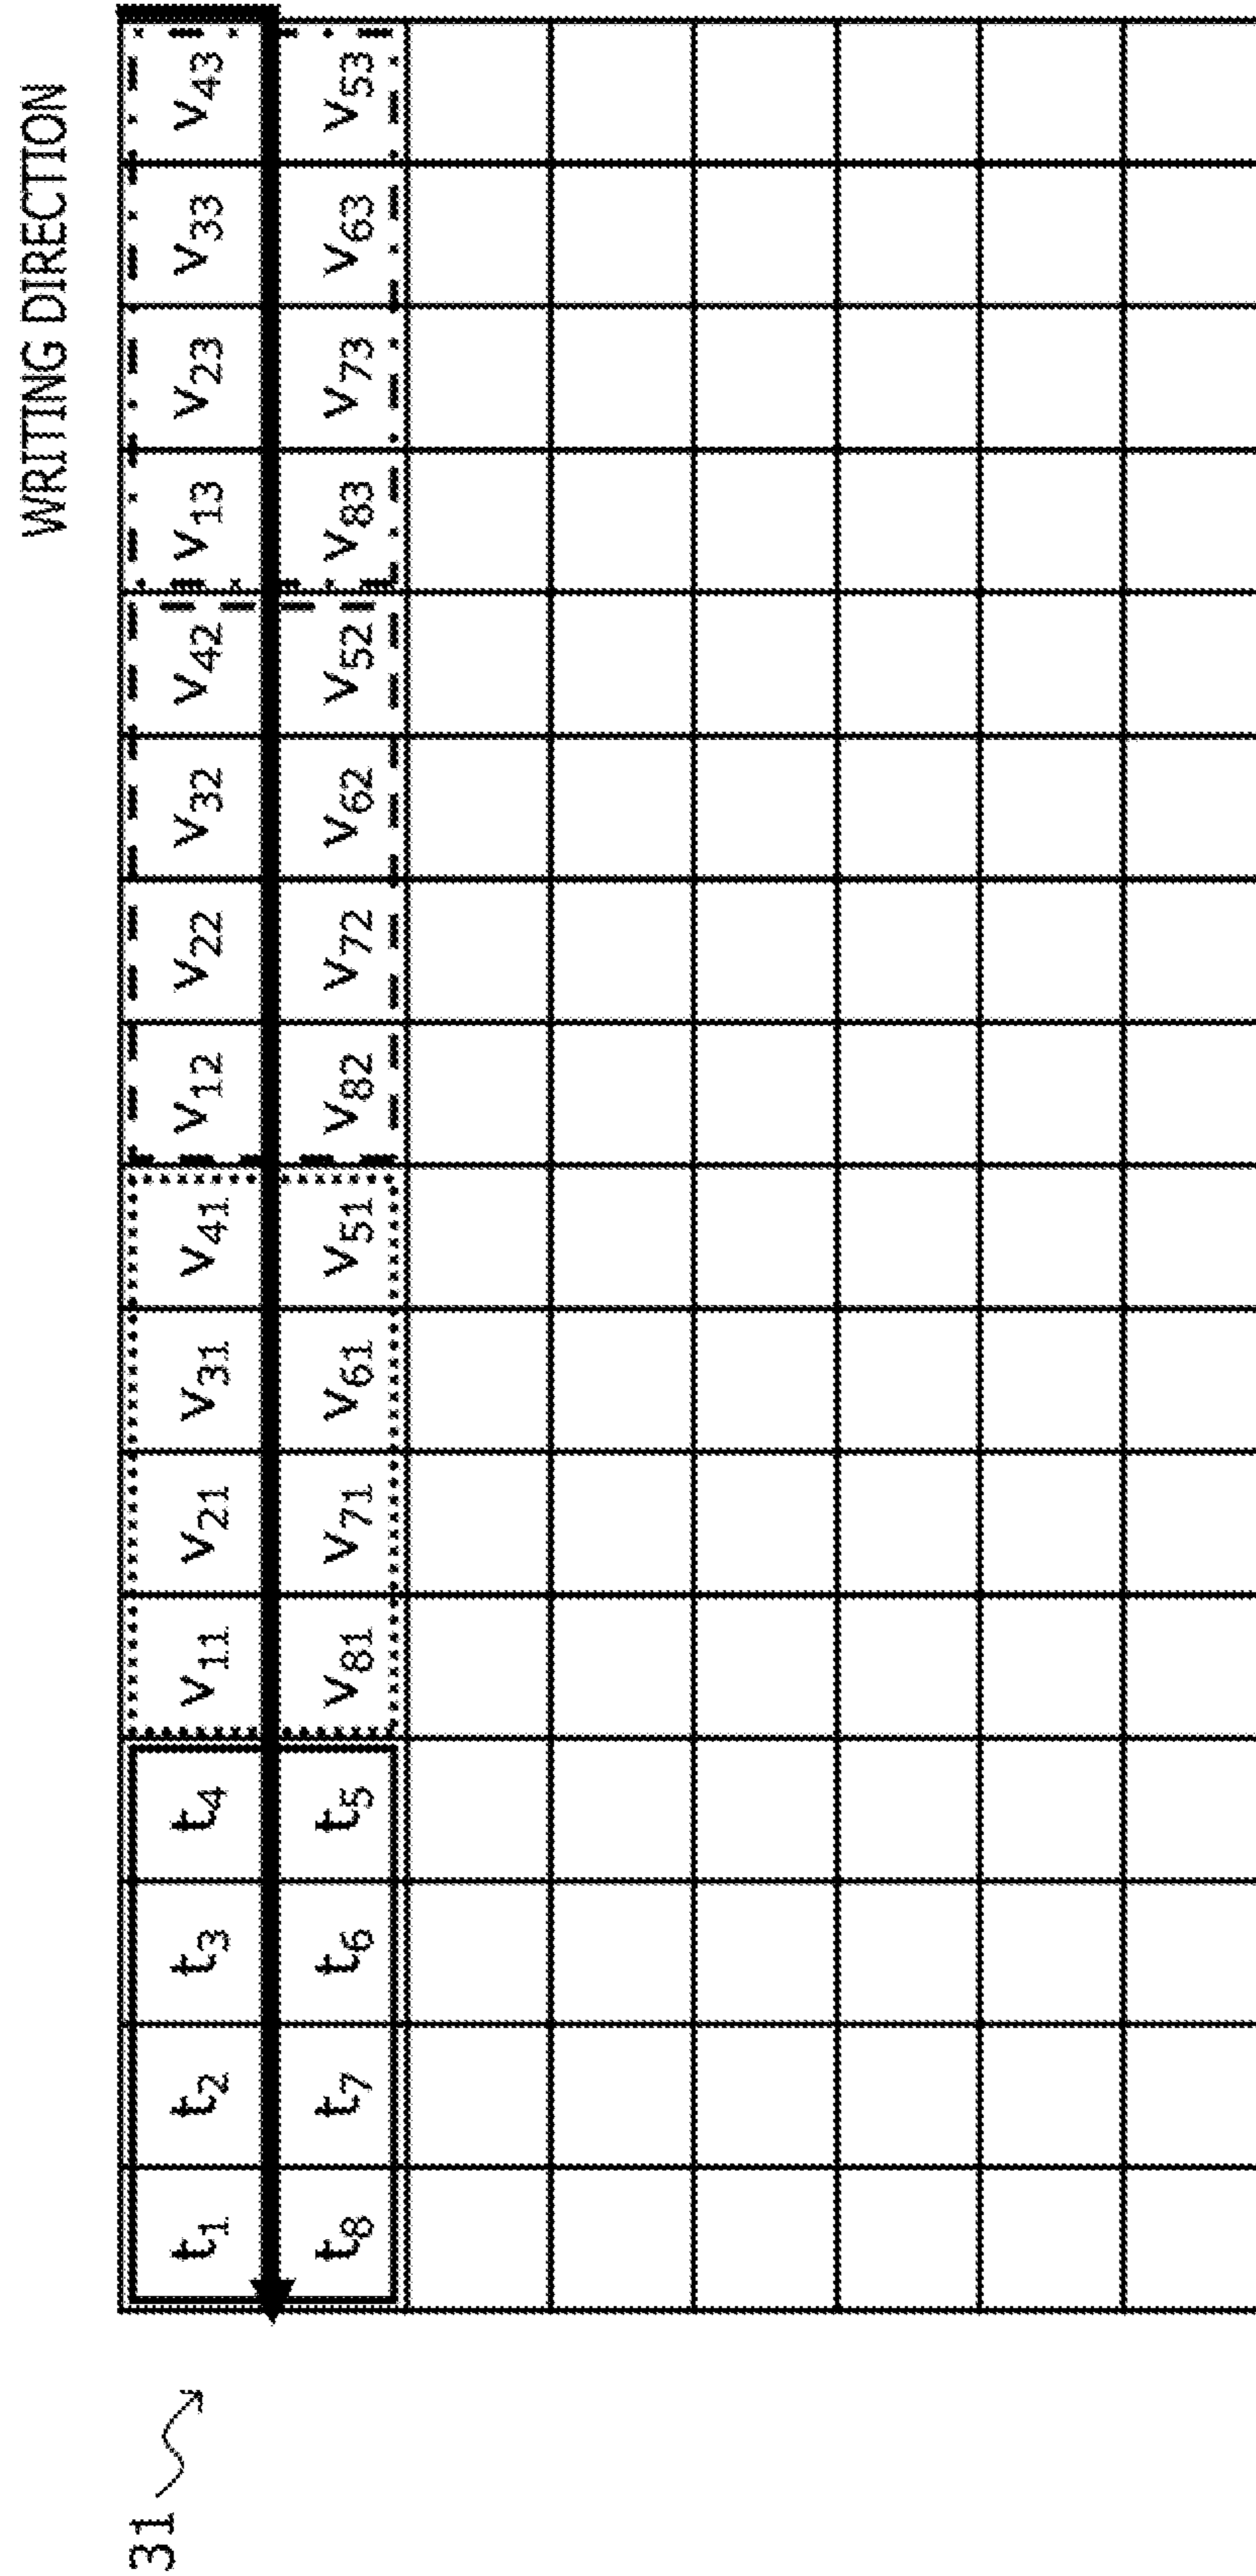 WRITING DIRECTION
31
t₁ t₂ t₃ t₄ v₁₁ v₂₁ v₃₁ v₄₁ v₁₂ v₂₂ v₃₂ v₄₂ v₁₃ v₂₃ v₃₃ v₄₃
t₈ t₇ t₆ t₅ v₈₁ v₇₁ v₆₁ v₅₁ v₈₂ v₇₂ v₆₂ v₅₂ v₈₃ v₇₃ v₆₃ v₅₃